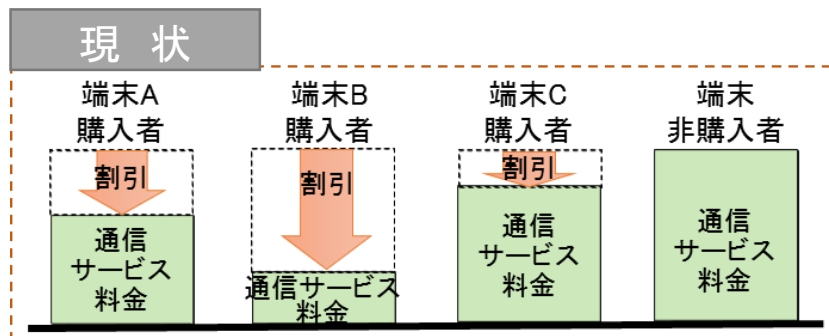 現 状
端末A
購入者
割引
通信
サービス
料金
端末B
購入者
割引
通信サービス
料金
端末C
購入者
割引
通信
サービス
料金
端末
非購入者
通信
サービス
料金